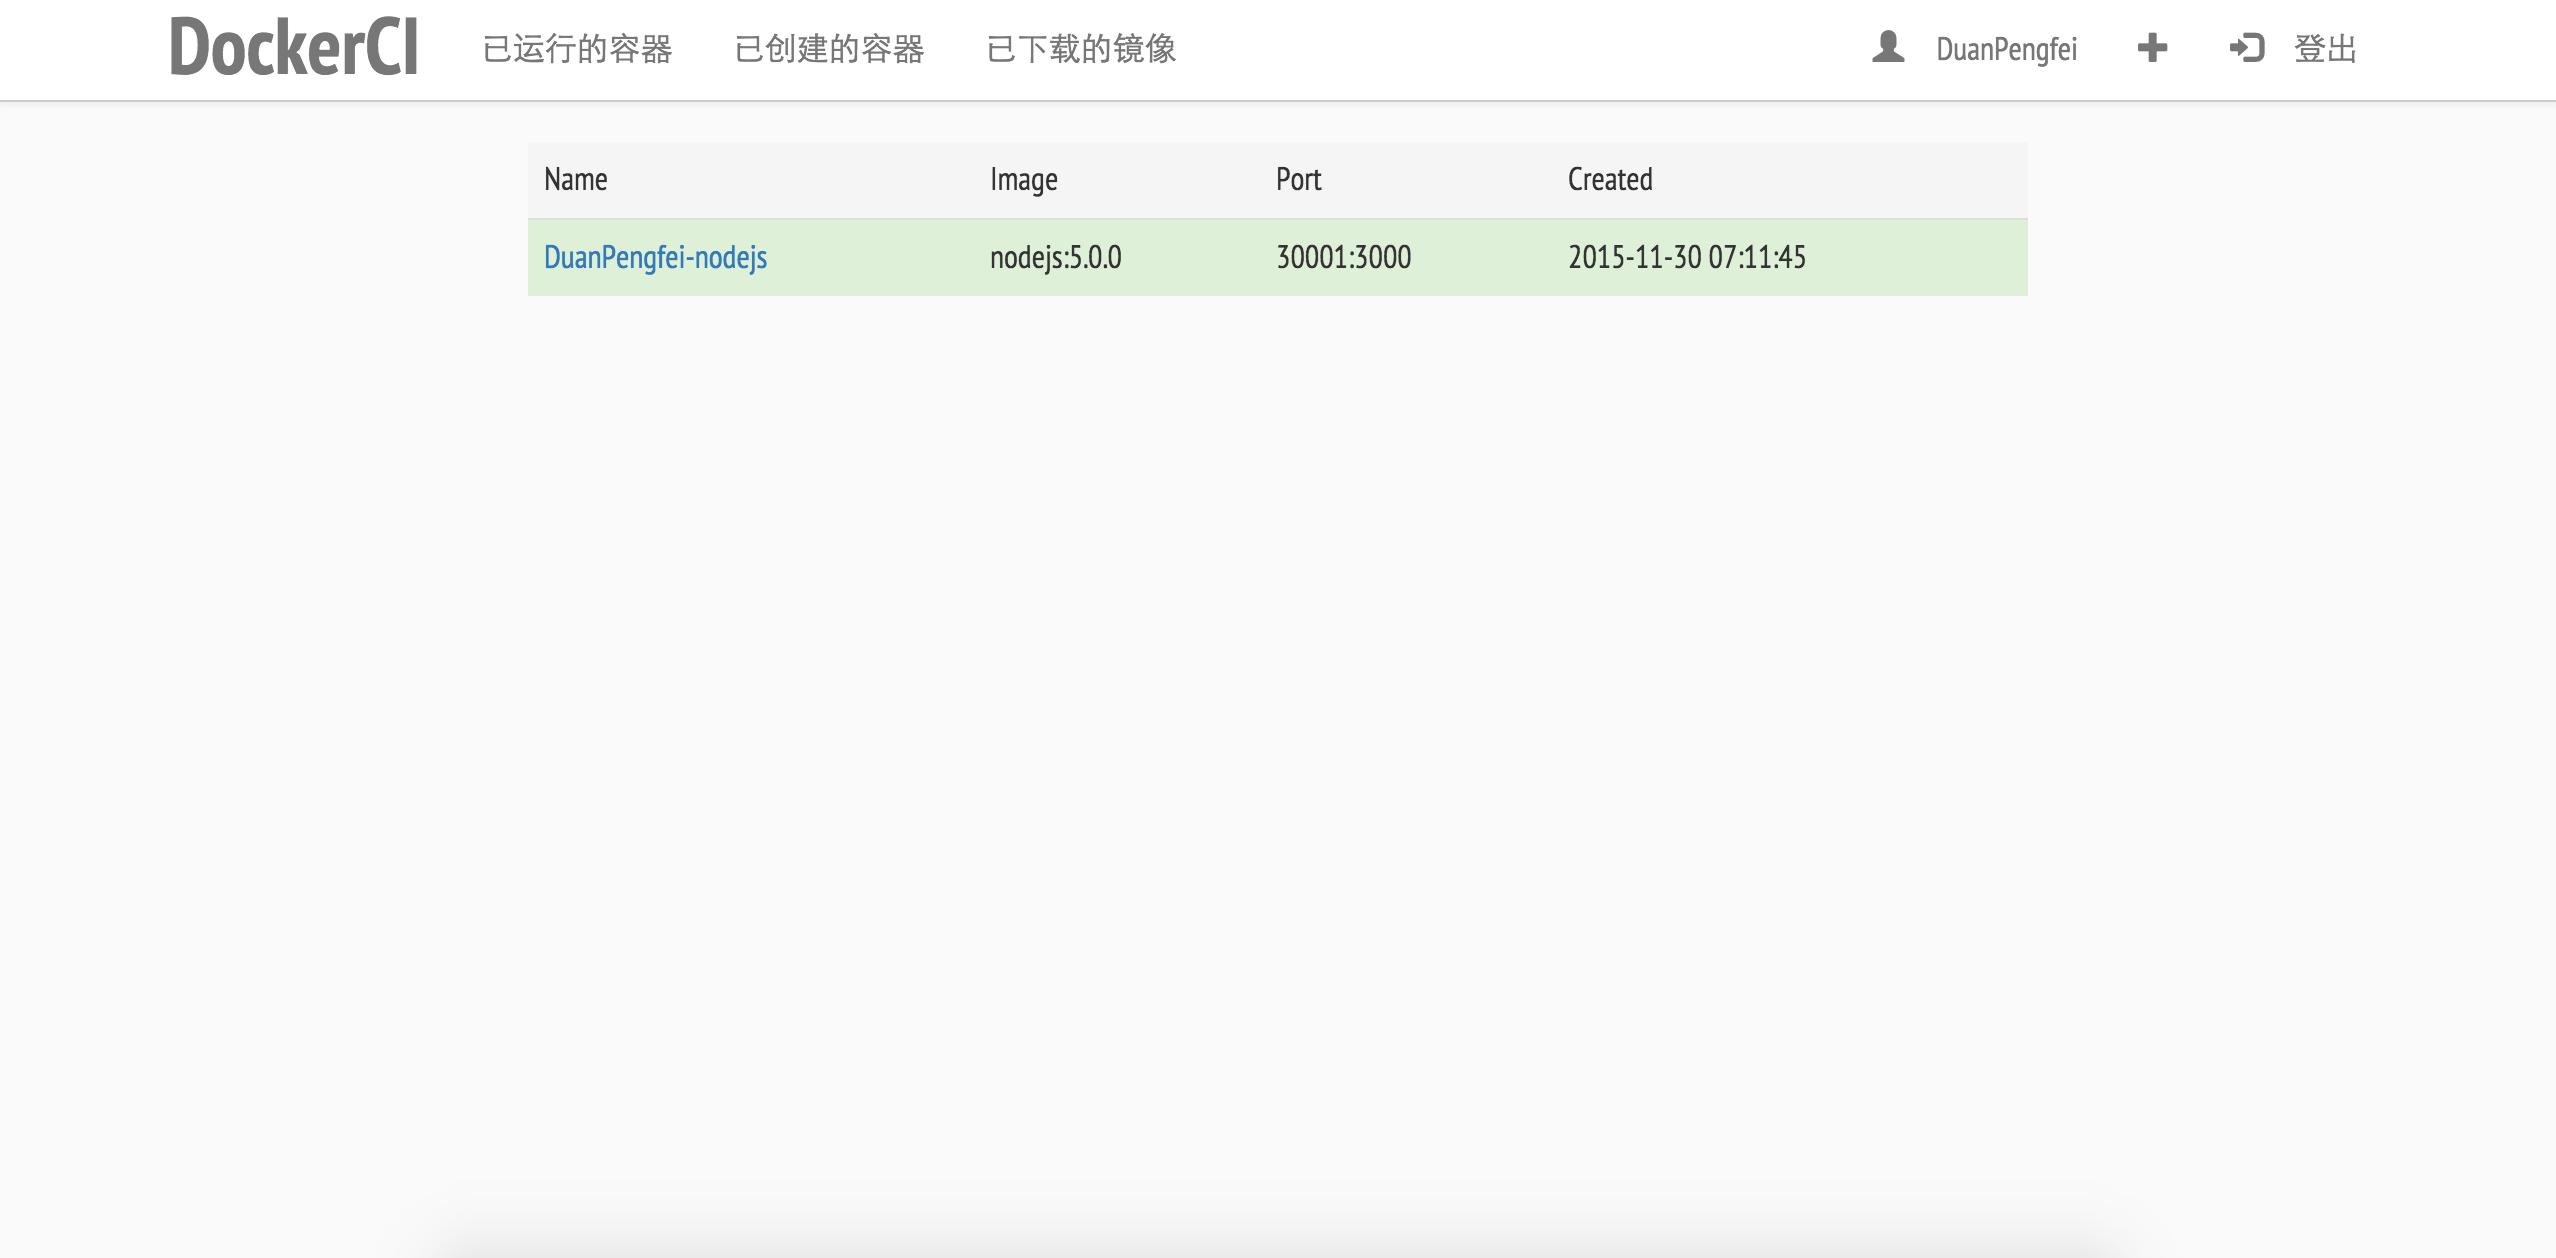 DockerCI 已运行的容器 已创建的容器 已下载的镜像 DuanPengfei 登出
Name Image Port Created
DuanPengfei-nodejs nodejs:5.0.0 30001:3000 2015-11-30 07:11:45